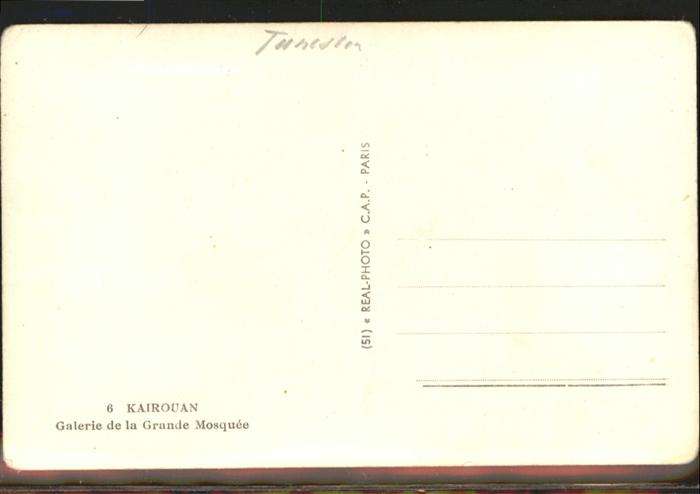 Tunesien
(51) « REAL-PHOTO » C.A.P. - PARIS
6 KAIROUAN
Galerie de la Grande Mosquée